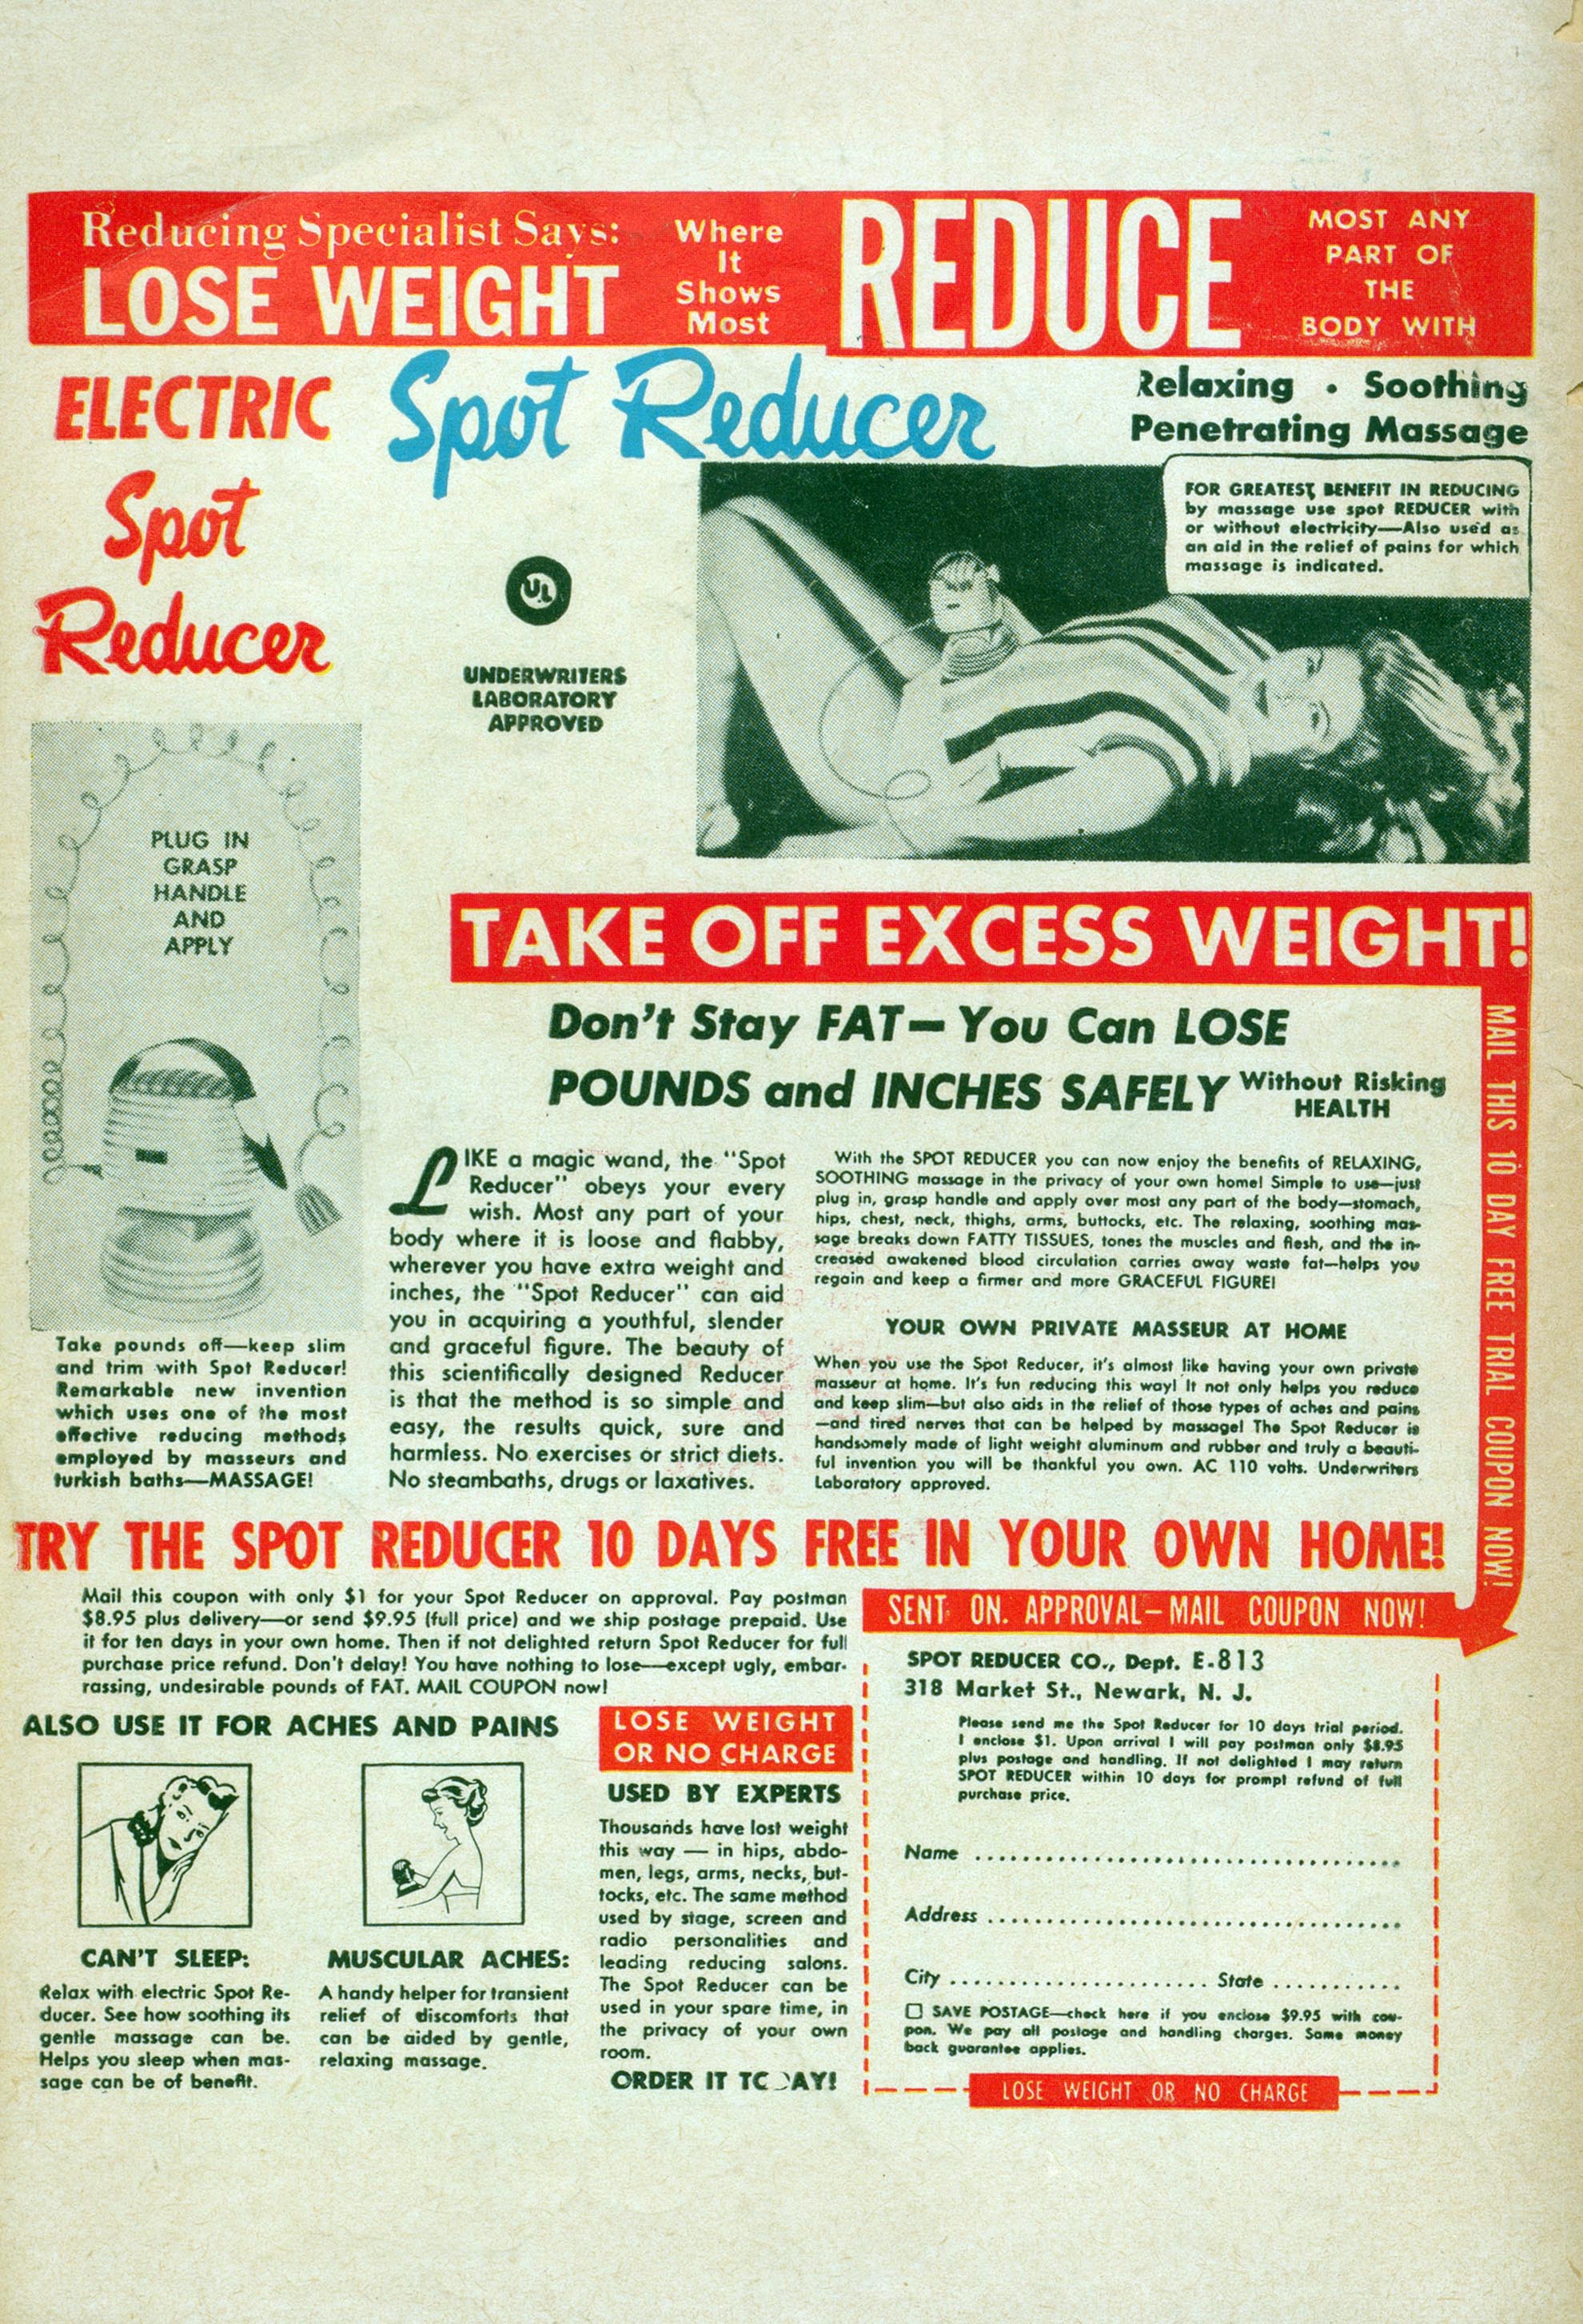 Reducing Specialist Says:
LOSE WEIGHT
Where
It
Shows
Most
REDUCE
MOST ANY
PART OF
THE
BODY WITH
ELECTRIC
Spot
Reducer
Spot Reducer
Relaxing • Soothing
Penetrating Massage
UL
UNDERWRITERS
LABORATORY
APPROVED
FOR GREATEST BENEFIT IN REDUCING
by massage use spot REDUCER with
or without electricity—Also used as
an aid in the relief of pains for which
massage is indicated.
PLUG IN
GRASP
HANDLE
AND
APPLY
Take pounds off—keep slim
and trim with Spot Reducer!
Remarkable new invention
which uses one of the most
effective reducing methods
employed by masseurs and
turkish baths—MASSAGE!
TAKE OFF EXCESS WEIGHT!
Don't Stay FAT—You Can LOSE
POUNDS and INCHES SAFELY Without Risking
HEALTH
LIKE a magic wand, the "Spot
Reducer" obeys your every
wish. Most any part of your
body where it is loose and flabby,
wherever you have extra weight and
inches, the "Spot Reducer" can aid
you in acquiring a youthful, slender
and graceful figure. The beauty of
this scientifically designed Reducer
is that the method is so simple and
easy, the results quick, sure and
harmless. No exercises or strict diets.
No steambaths, drugs or laxatives.
With the SPOT REDUCER you can now enjoy the benefits of RELAXING,
SOOTHING massage in the privacy of your own home! Simple to use—just
plug in, grasp handle and apply over most any part of the body—stomach,
hips, chest, neck, thighs, arms, buttocks, etc. The relaxing, soothing mas-
sage breaks down FATTY TISSUES, tones the muscles and flesh, and the in-
creased awakened blood circulation carries away waste fat—helps you
regain and keep a firmer and more GRACEFUL FIGURE!
YOUR OWN PRIVATE MASSEUR AT HOME
When you use the Spot Reducer, it's almost like having your own private
masseur at home. It's fun reducing this way! It not only helps you reduce
and keep slim—but also aids in the relief of those types of aches and pains
—and tired nerves that can be helped by massage! The Spot Reducer is
handsomely made of light weight aluminum and rubber and truly a beauti-
ful invention you will be thankful you own. AC 110 volts. Underwriters
Laboratory approved.
MAIL THIS 10 DAY FREE TRIAL COUPON NOW!
TRY THE SPOT REDUCER 10 DAYS FREE IN YOUR OWN HOME!
Mail this coupon with only $1 for your Spot Reducer on approval. Pay postman
$8.95 plus delivery—or send $9.95 (full price) and we ship postage prepaid. Use
it for ten days in your own home. Then if not delighted return Spot Reducer for full
purchase price refund. Don't delay! You have nothing to lose—except ugly, embar-
rassing, undesirable pounds of FAT. MAIL COUPON now!
ALSO USE IT FOR ACHES AND PAINS
CAN'T SLEEP:
Relax with electric Spot Re-
ducer. See how soothing its
gentle massage can be.
Helps you sleep when mas-
sage can be of benefit.
MUSCULAR ACHES:
A handy helper for transient
relief of discomforts that
can be aided by gentle,
relaxing massage.
LOSE WEIGHT
OR NO CHARGE
USED BY EXPERTS
Thousands have lost weight
this way — in hips, abdo-
men, legs, arms, necks, but-
tocks, etc. The same method
used by stage, screen and
radio personalities and
leading reducing salons.
The Spot Reducer can be
used in your spare time, in
the privacy of your own
room.
ORDER IT TODAY!
SENT ON APPROVAL—MAIL COUPON NOW!
SPOT REDUCER CO., Dept. E-813
318 Market St., Newark, N. J.
Please send me the Spot Reducer for 10 days trial period.
I enclose $1. Upon arrival I will pay postman only $8.95
plus postage and handling. If not delighted I may return
SPOT REDUCER within 10 days for prompt refund of full
purchase price.
Name
Address
City State
SAVE POSTAGE—check here if you enclose $9.95 with cou-
pon. We pay all postage and handling charges. Same money
back guarantee applies.
LOSE WEIGHT OR NO CHARGE